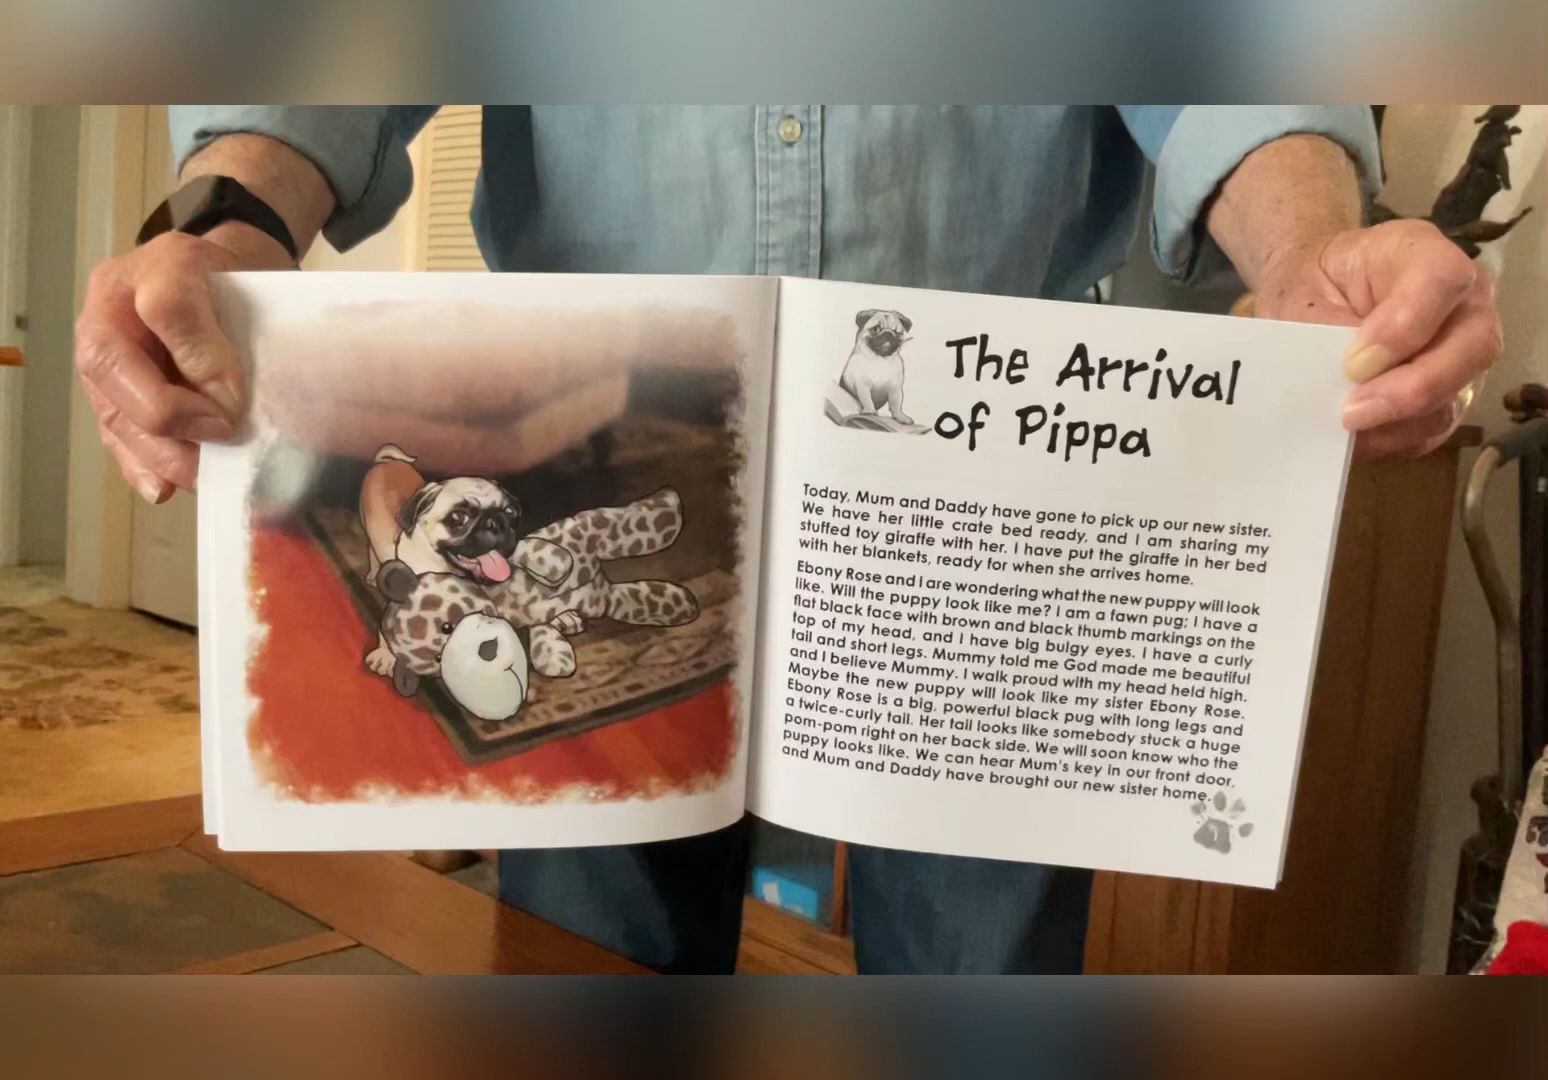 The Arrival
of Pippa
Today, Mum and Daddy have gone to pick up our new sister.
We have her little crate bed ready, and I am sharing my
stuffed toy giraffe with her. I have put the giraffe in her bed
with her blankets, ready for when she arrives home.
Ebony Rose and I are wondering what the new puppy will look
like. Will the puppy look like me? I am a fawn pug; I have a
flat black face with brown and black thumb markings on the
top of my head, and I have big bulgy eyes. I have a curly
tail and short legs. Mummy told me God made me beautiful
and I believe Mummy. I walk proud with my head held high.
Maybe the new puppy will look like my sister Ebony Rose.
Ebony Rose is a big, powerful black pug with long legs and
a twice-curly tail. Her tail looks like somebody stuck a huge
pom-pom right on her back side. We will soon know who the
puppy looks like. We can hear Mum's key in our front door,
and Mum and Daddy have brought our new sister home.
1